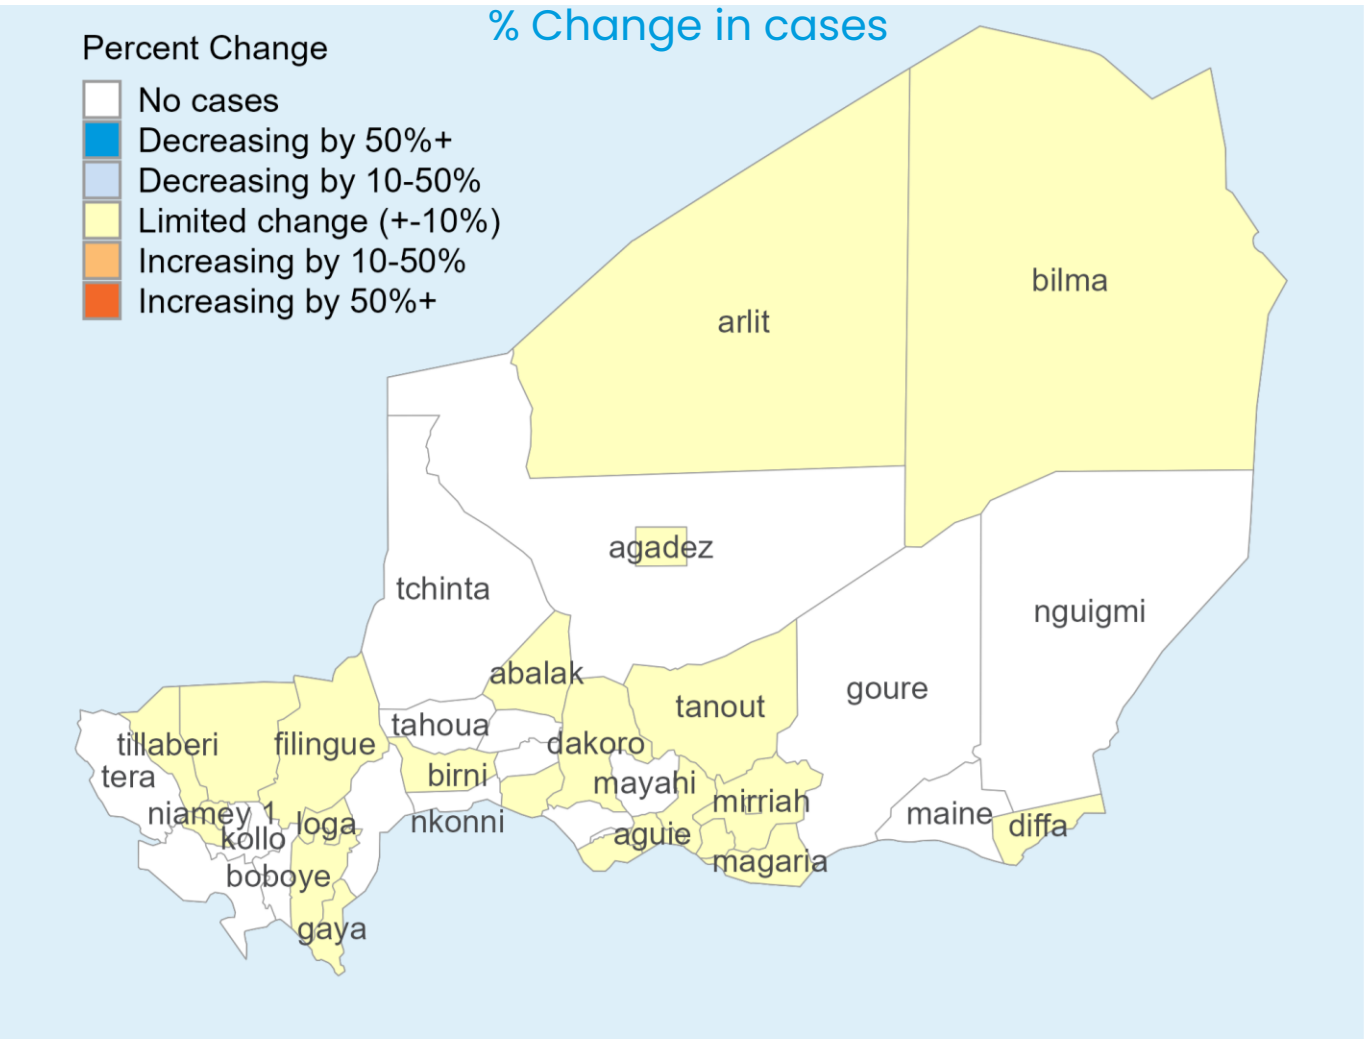 % Change in cases
Percent Change
No cases
Decreasing by 50%+
Decreasing by 10-50%
Limited change (+-10%)
Increasing by 10-50%
Increasing by 50%+
bilma
arlit
agadez
tchinta
nguigmi
abalak
goure
tanout
tahoua
tillaberi
filingue
dakoro
tera
birni
mayahi
mirriah
niamey 1
loga
nkonni
maine
diffa
kollo
aguie
magaria
boboye
gaya